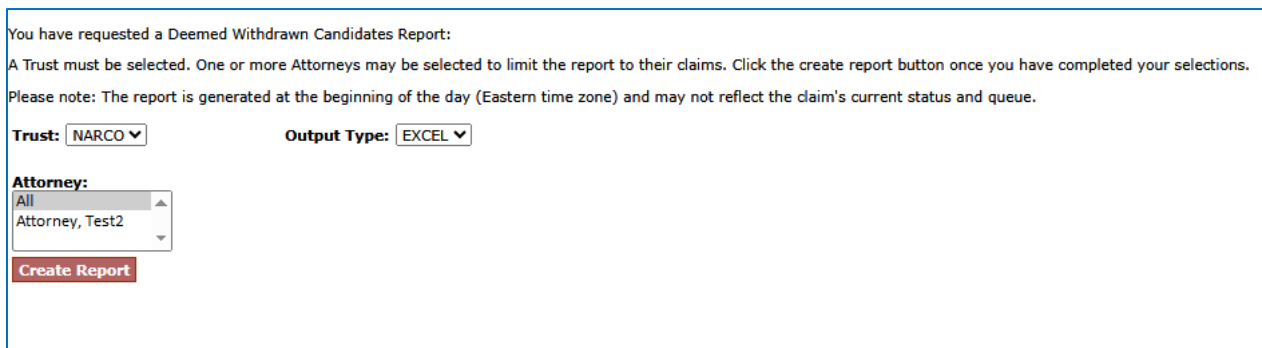 You have requested a Deemed Withdrawn Candidates Report:
A Trust must be selected. One or more Attorneys may be selected to limit the report to their claims. Click the create report button once you have completed your selections.
Please note: The report is generated at the beginning of the day (Eastern time zone) and may not reflect the claim's current status and queue.
Trust: NARCO Output Type: EXCEL
Attorney:
All
Attorney, Test2
Create Report